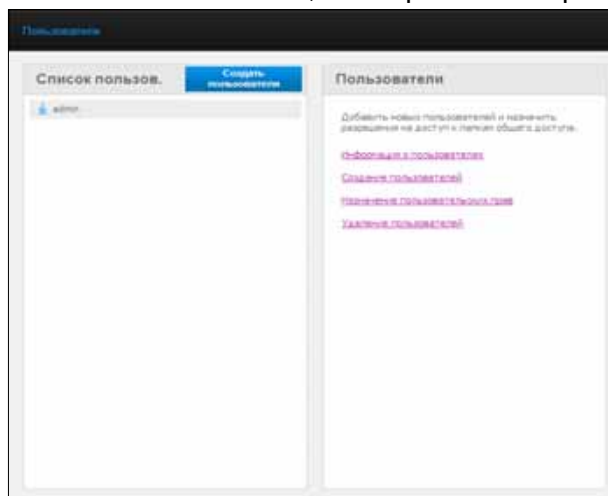 Пользователи
Список пользов.
Создать пользователя
admin
Пользователи
Добавить новых пользователей и назначить
разрешения на доступ к папкам общего доступа.
Информация о пользователях
Создание пользователей
Назначение пользовательских прав
Удаление пользователей